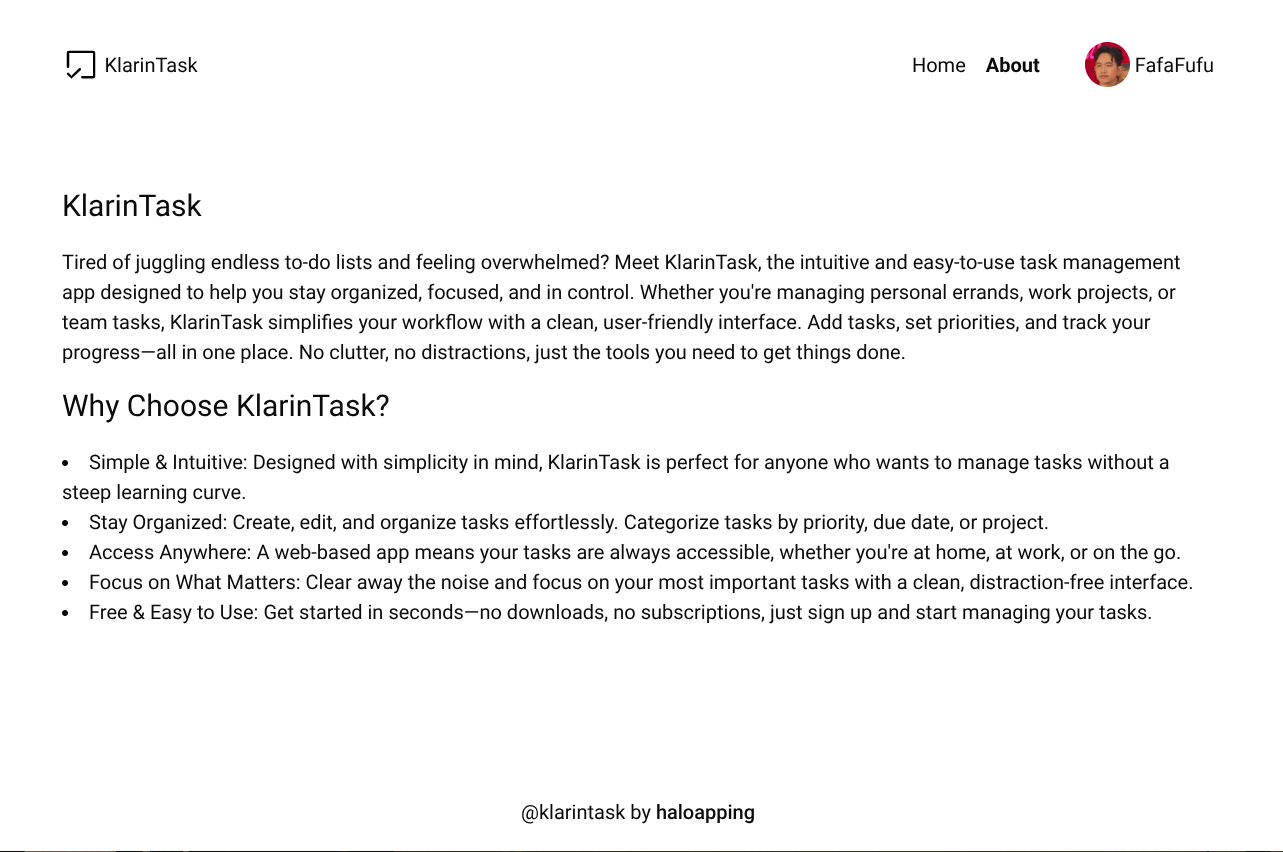 KlarinTask
Home About FafaFufu
KlarinTask
Tired of juggling endless to-do lists and feeling overwhelmed? Meet KlarinTask, the intuitive and easy-to-use task management
app designed to help you stay organized, focused, and in control. Whether you're managing personal errands, work projects, or
team tasks, KlarinTask simplifies your workflow with a clean, user-friendly interface. Add tasks, set priorities, and track your
progress—all in one place. No clutter, no distractions, just the tools you need to get things done.
Why Choose KlarinTask?
• Simple & Intuitive: Designed with simplicity in mind, KlarinTask is perfect for anyone who wants to manage tasks without a
steep learning curve.
• Stay Organized: Create, edit, and organize tasks effortlessly. Categorize tasks by priority, due date, or project.
• Access Anywhere: A web-based app means your tasks are always accessible, whether you're at home, at work, or on the go.
• Focus on What Matters: Clear away the noise and focus on your most important tasks with a clean, distraction-free interface.
• Free & Easy to Use: Get started in seconds—no downloads, no subscriptions, just sign up and start managing your tasks.
@klarintask by haloapping